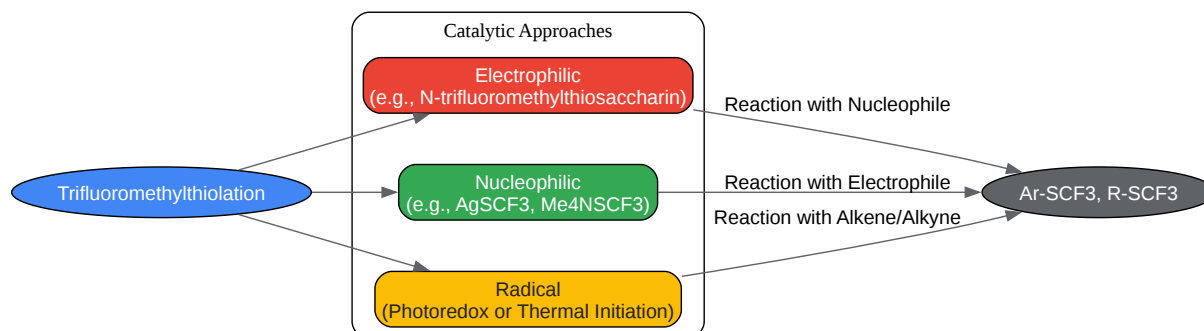 Catalytic Approaches
Electrophilic
(e.g., N-trifluoromethylthiosaccharin)
Reaction with Nucleophile
Trifluoromethylthiolation
Nucleophilic
(e.g., AgSCF3, Me4NSCF3)
Reaction with Electrophile
Ar-SCF3, R-SCF3
Reaction with Alkene/Alkyne
Radical
(Photoredox or Thermal Initiation)